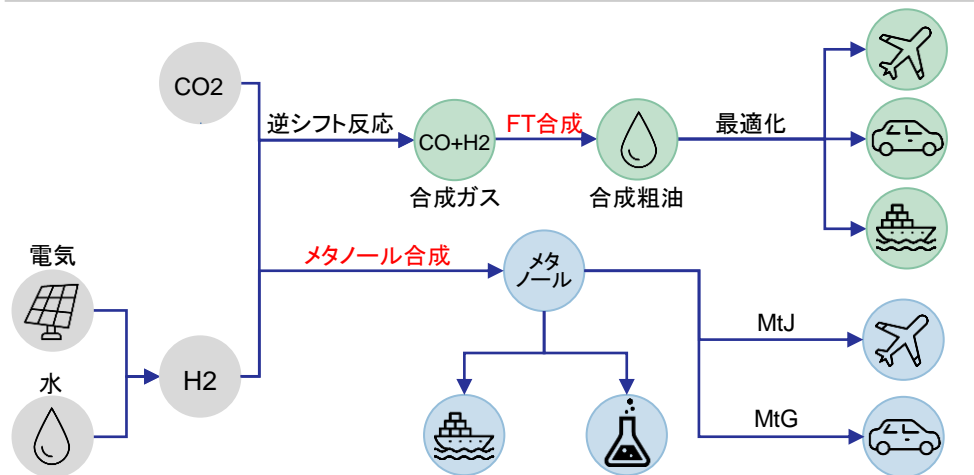 CO2
逆シフト反応
CO+H2
合成ガス
FT合成
合成粗油
最適化
メタノール合成
メタ
ノール
電気
水
H2
MtJ
MtG